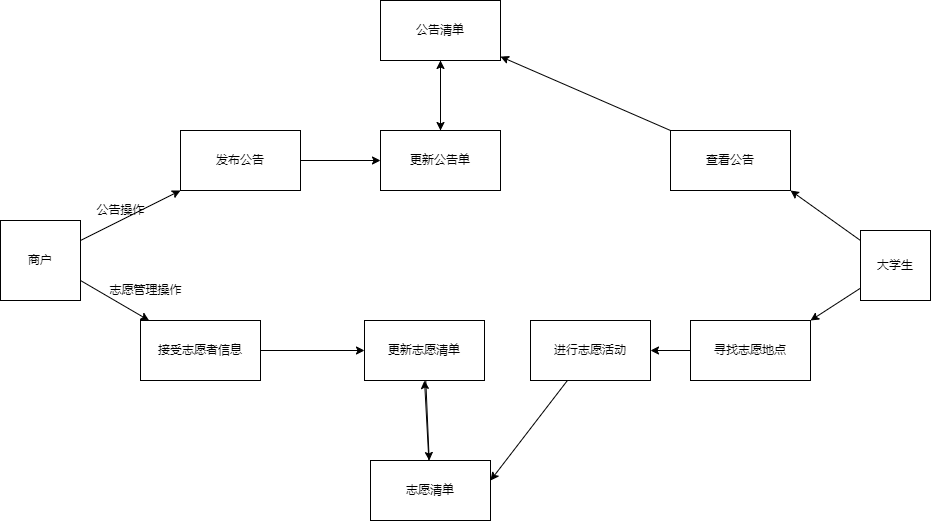 公告清单
发布公告
更新公告单
查看公告
公告操作
商户
大学生
志愿管理操作
接受志愿者信息
更新志愿清单
进行志愿活动
寻找志愿地点
志愿清单